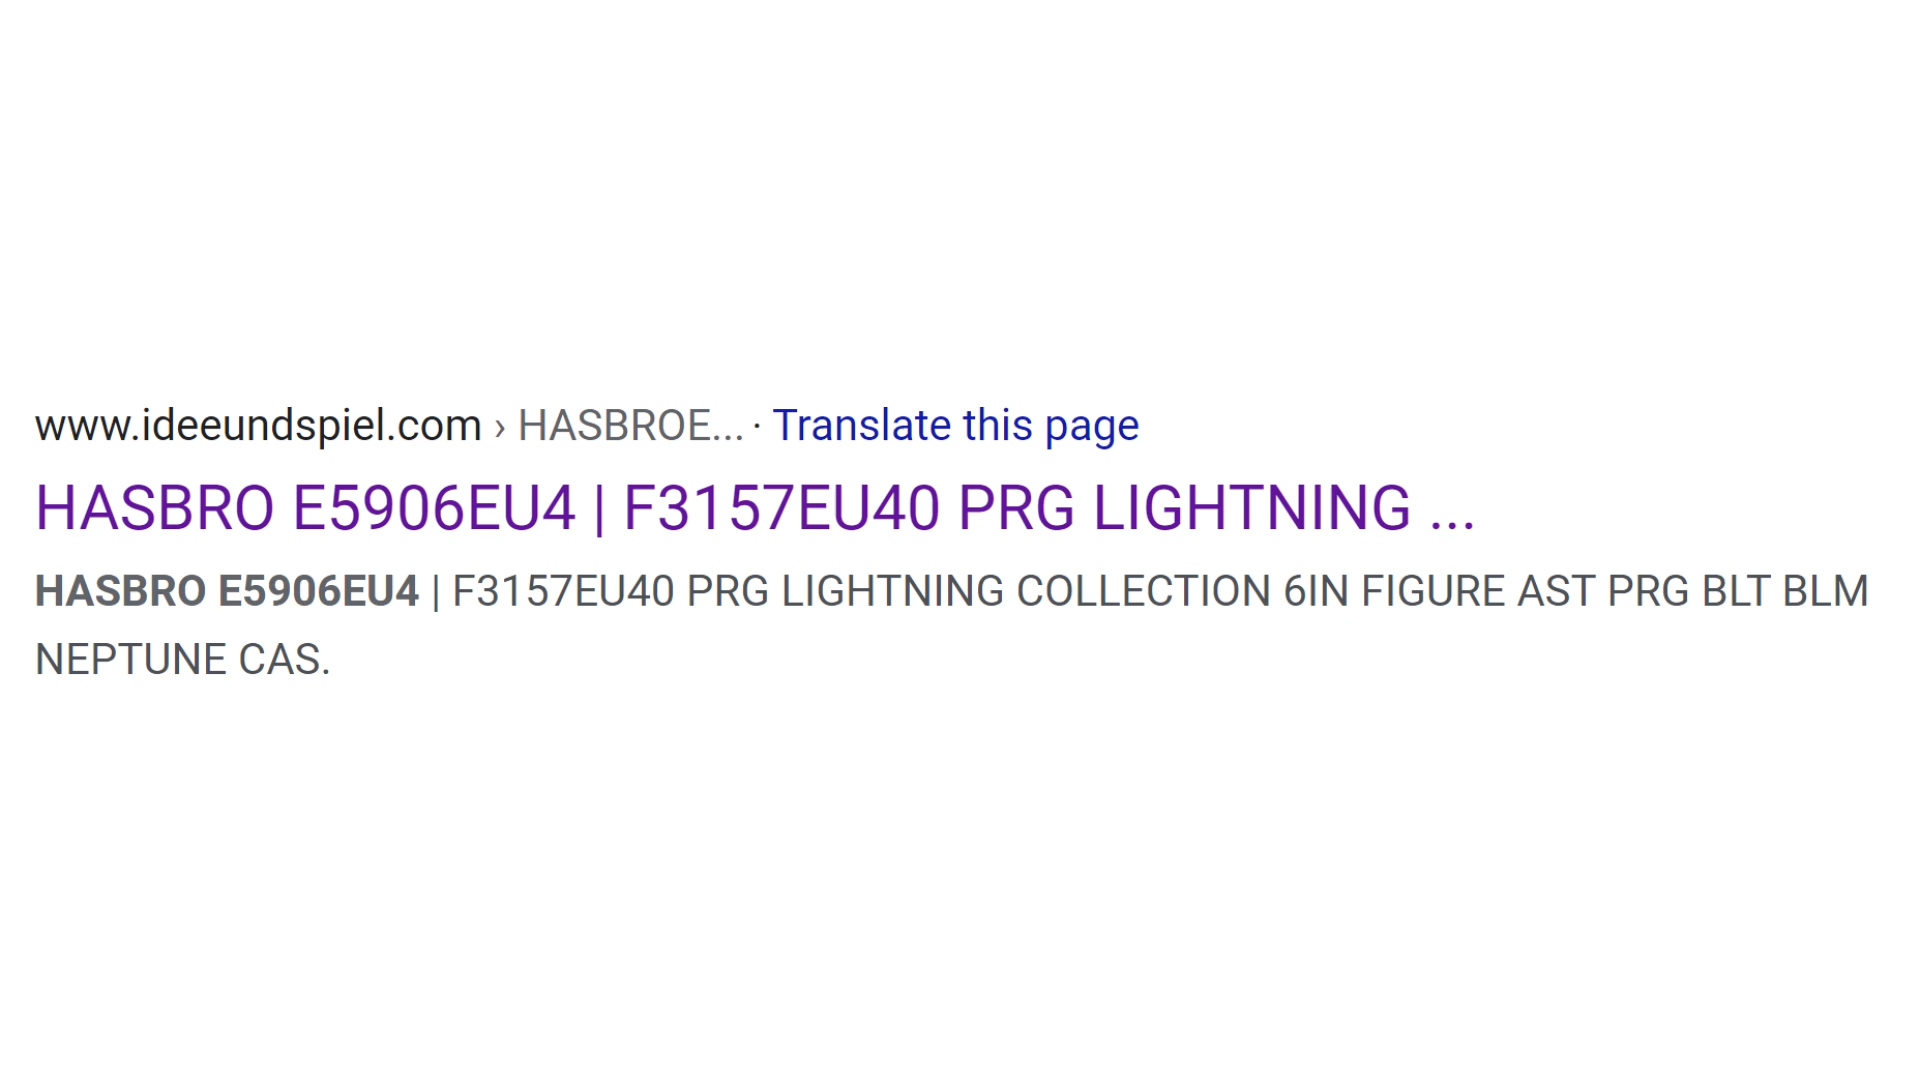 www.ideeundspiel.com › HASBROE... · Translate this page
HASBRO E5906EU4 | F3157EU40 PRG LIGHTNING ...
HASBRO E5906EU4 | F3157EU40 PRG LIGHTNING COLLECTION 6IN FIGURE AST PRG BLT BLM
NEPTUNE CAS.